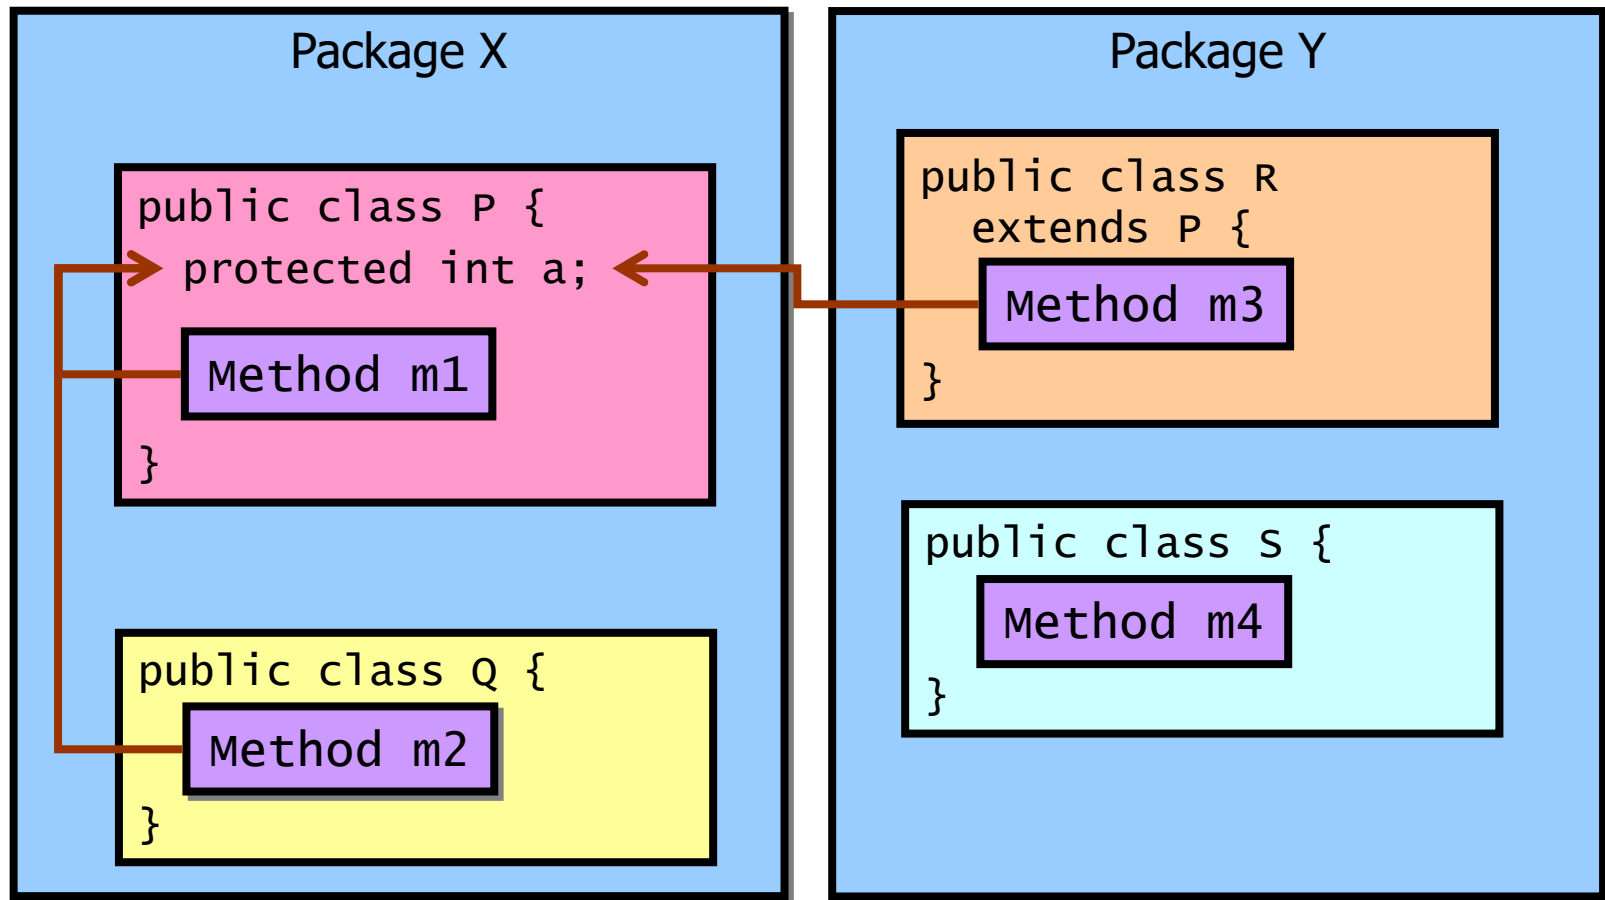 Package X
public class P {
protected int a;
Method m1
}
public class Q {
Method m2
}
Package Y
public class R
extends P {
Method m3
}
public class S {
Method m4
}